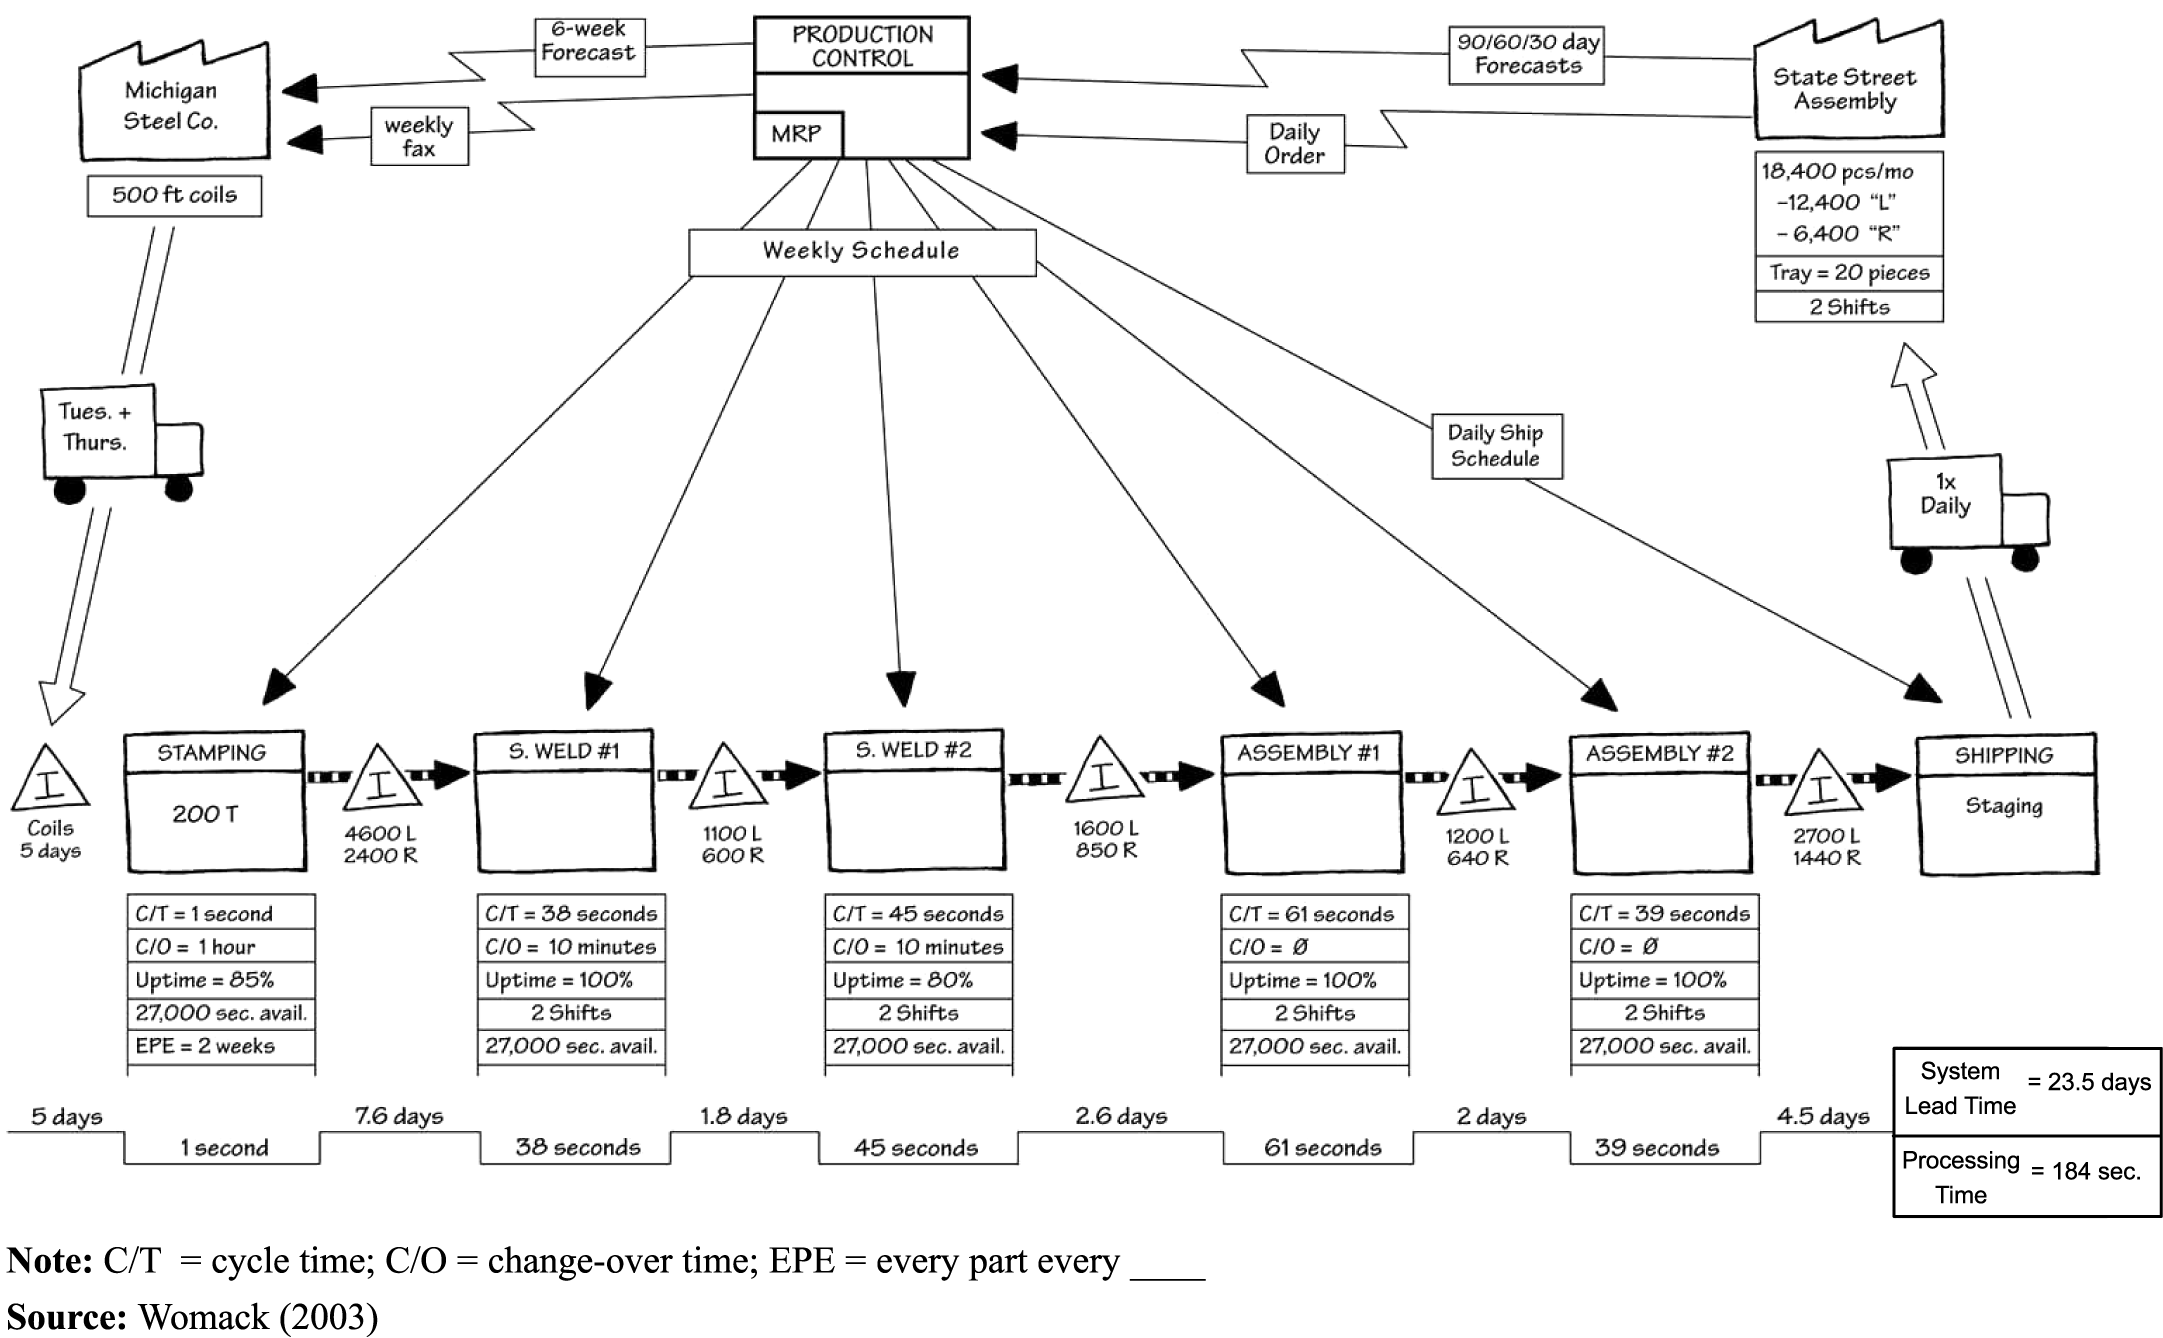 6-week
Forecast
PRODUCTION
CONTROL
MRP
90/60/30 day
Forecasts
State Street
Assembly
Michigan
Steel Co.
weekly
fax
Daily
Order
500 ft coils
18,400 pcs/mo
-12,400 "L"
- 6,400 "R"
Tray = 20 pieces
2 Shifts
Weekly Schedule
Tues. +
Thurs.
Daily Ship
Schedule
1x
Daily
I
Coils
5 days
STAMPING
200 T
I
4600 L
2400 R
S. WELD #1
I
1100 L
600 R
S. WELD #2
I
1600 L
850 R
ASSEMBLY #1
I
1200 L
640 R
ASSEMBLY #2
I
2700 L
1440 R
SHIPPING
Staging
C/T = 1 second
C/O = 1 hour
Uptime = 85%
27,000 sec. avail.
EPE = 2 weeks
C/T = 38 seconds
C/O = 10 minutes
Uptime = 100%
2 Shifts
27,000 sec. avail.
C/T = 45 seconds
C/O = 10 minutes
Uptime = 80%
2 Shifts
27,000 sec. avail.
C/T = 61 seconds
C/O = Ø
Uptime = 100%
2 Shifts
27,000 sec. avail.
C/T = 39 seconds
C/O = Ø
Uptime = 100%
2 Shifts
27,000 sec. avail.
5 days
1 second
7.6 days
38 seconds
1.8 days
45 seconds
2.6 days
61 seconds
2 days
39 seconds
4.5 days
System
Lead Time = 23.5 days
Processing
Time = 184 sec.
Note: C/T = cycle time; C/O = change-over time; EPE = every part every ____
Source: Womack (2003)